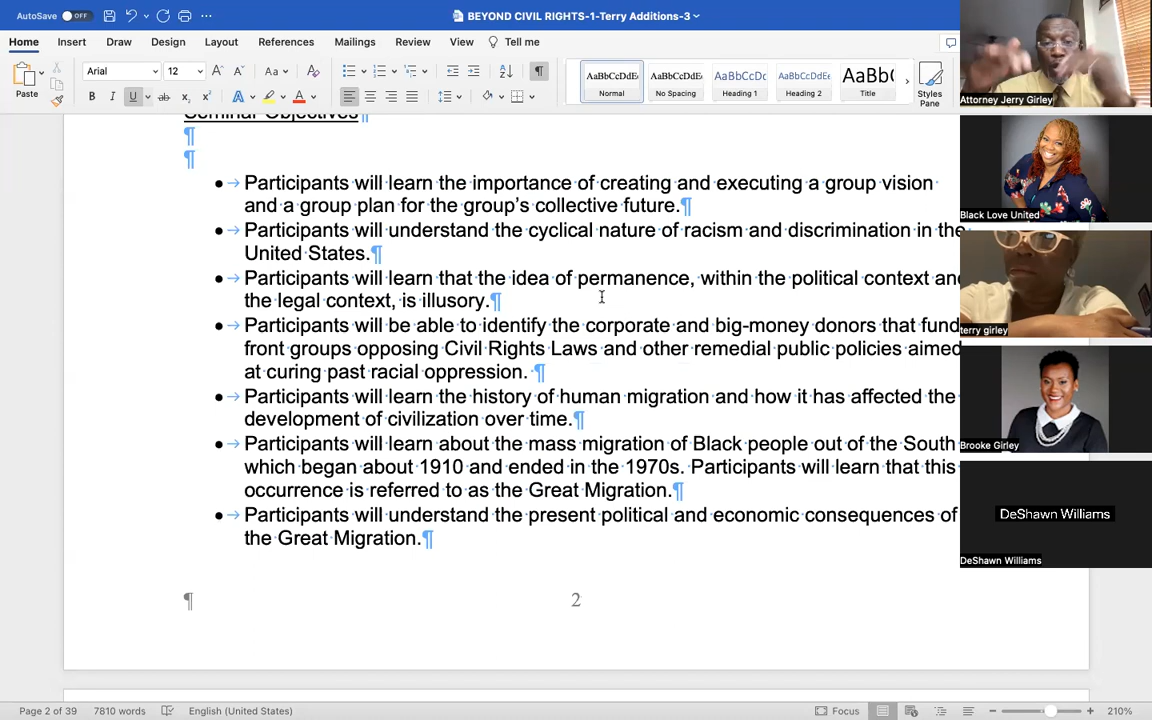 AutoSave OFF
BEYOND CIVIL RIGHTS-1-Terry Additions-3
Home Insert Draw Design Layout References Mailings Review View Tell me
Paste
Arial 12
Aa
B I U ab x₂ x² A A
AaBbCcDdEe AaBbCcDdEe AaBbCcDc AaBbCcDdEe AaBb(
Normal No Spacing Heading 1 Heading 2 Title
Styles
Pane
Seminar Objectives¶
¶
¶
● Participants will learn the importance of creating and executing a group vision
and a group plan for the group's collective future.¶
● Participants will understand the cyclical nature of racism and discrimination in the
United States.¶
● Participants will learn that the idea of permanence, within the political context and
the legal context, is illusory.¶
● Participants will be able to identify the corporate and big-money donors that fund
front groups opposing Civil Rights Laws and other remedial public policies aimed
at curing past racial oppression. ¶
● Participants will learn the history of human migration and how it has affected the
development of civilization over time.¶
● Participants will learn about the mass migration of Black people out of the South
which began about 1910 and ended in the 1970s. Participants will learn that this
occurrence is referred to as the Great Migration.¶
● Participants will understand the present political and economic consequences of
the Great Migration.¶
¶ 2
Attorney Jerry Girley
Black Love United
terry girley
Brooke Girley
DeShawn Williams
DeShawn Williams
Page 2 of 39 7810 words English (United States) Focus 210%